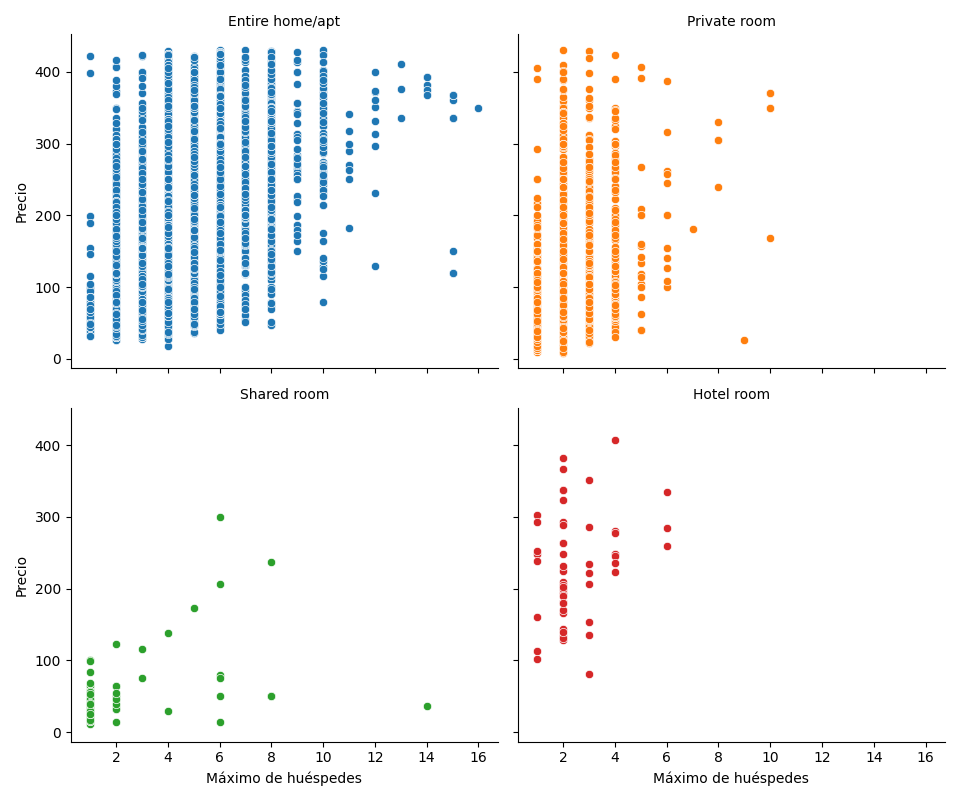 Entire home/apt
Private room
Precio
400
300
200
100
0
Shared room
Hotel room
Precio
400
300
200
100
0
2 4 6 8 10 12 14 16
2 4 6 8 10 12 14 16
Máximo de huéspedes
Máximo de huéspedes